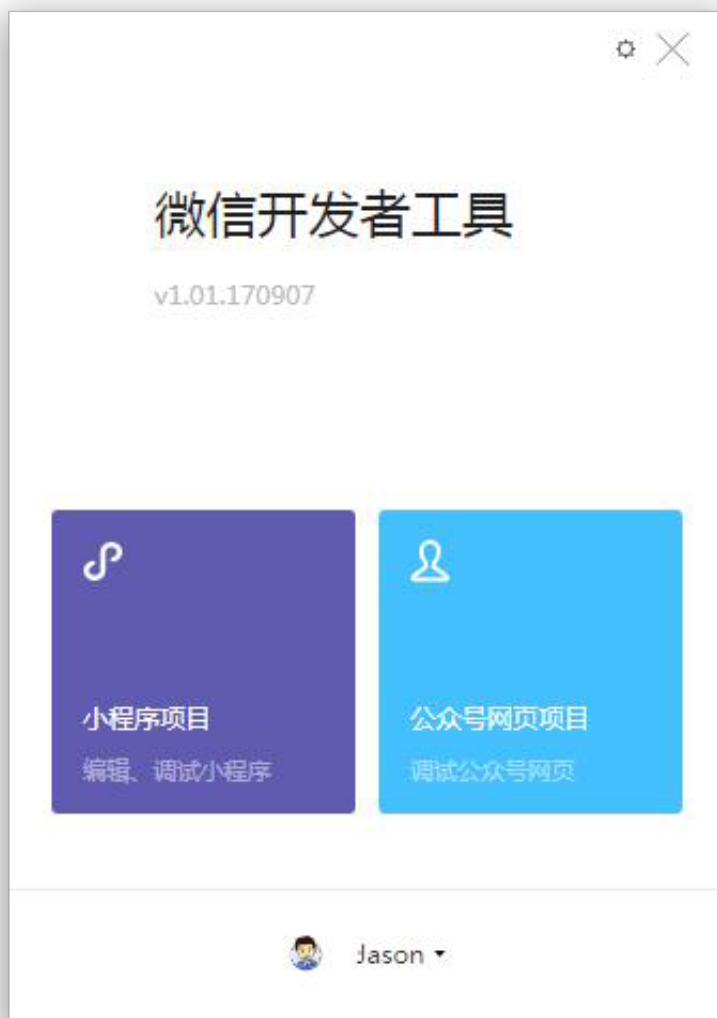 微信开发者工具
v1.01.170907
小程序项目
编辑、调试小程序
公众号网页项目
调试公众号网页
Jason